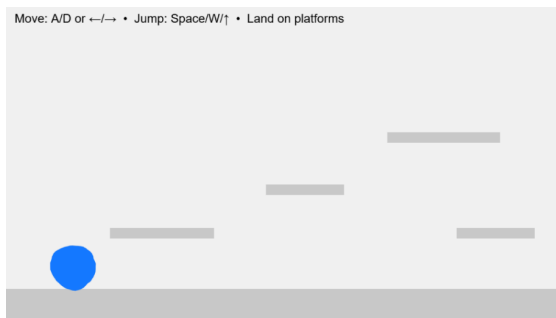 Move: A/D or ←/→ • Jump: Space/W/↑ • Land on platforms